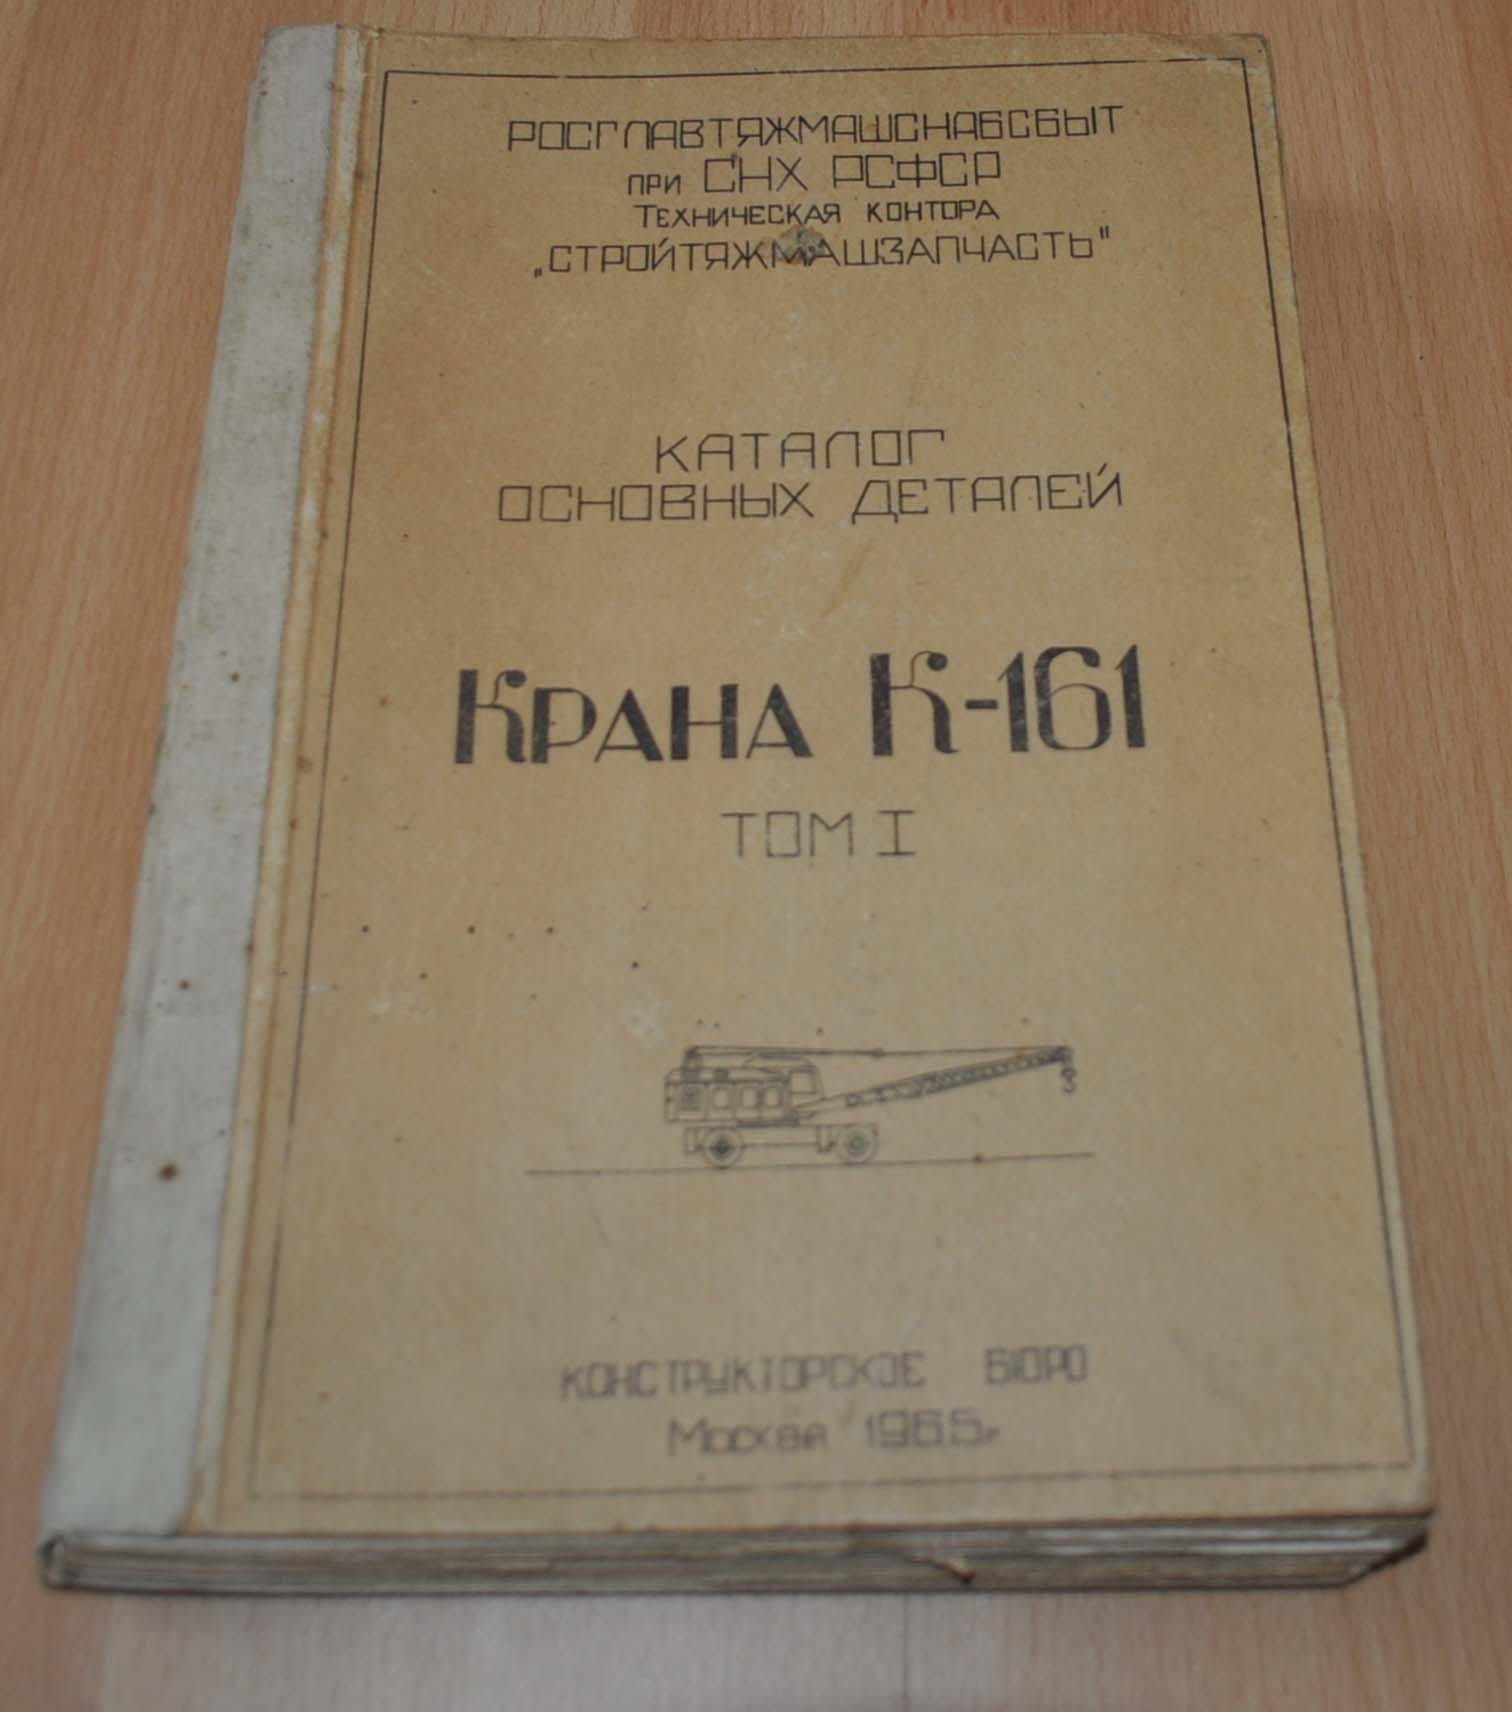 РОСГЛАВТЯЖМАШСНАБСБЫТ
ПРИ СНХ РСФСР
ТЕХНИЧЕСКАЯ КОНТОРА
„СТРОЙТЯЖМАШЗАПЧАСТЬ"
КАТАЛОГ
ОСНОВНЫХ ДЕТАЛЕЙ
КРАНА К-161
ТОМ I
КОНСТРУКТОРСКОЕ БЮРО
МОСКВА 1965г